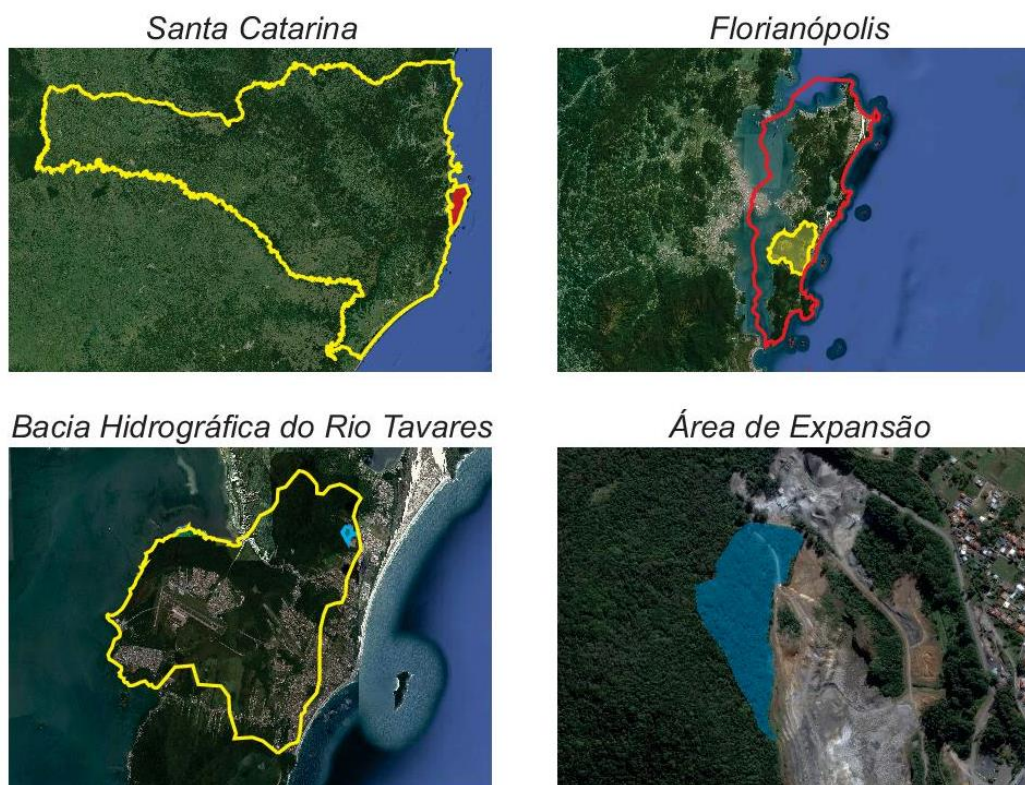 Santa Catarina
Florianópolis
Bacia Hidrográfica do Rio Tavares
Área de Expansão